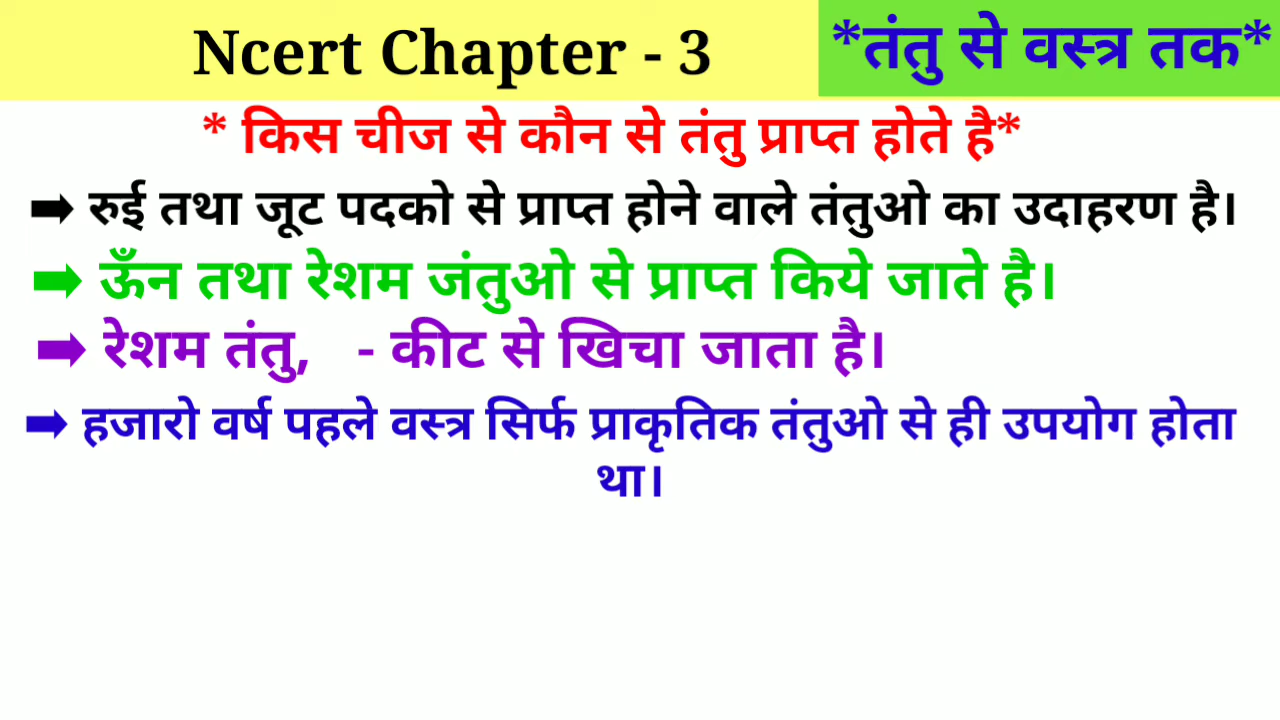 Ncert Chapter - 3
*तंतु से वस्त्र तक*
* किस चीज से कौन से तंतु प्राप्त होते है*
➡ रुई तथा जूट पदको से प्राप्त होने वाले तंतुओ का उदाहरण है।
➡ ऊँन तथा रेशम जंतुओ से प्राप्त किये जाते है।
➡ रेशम तंतु, - कीट से खिचा जाता है।
➡ हजारो वर्ष पहले वस्त्र सिर्फ प्राकृतिक तंतुओ से ही उपयोग होता
था।